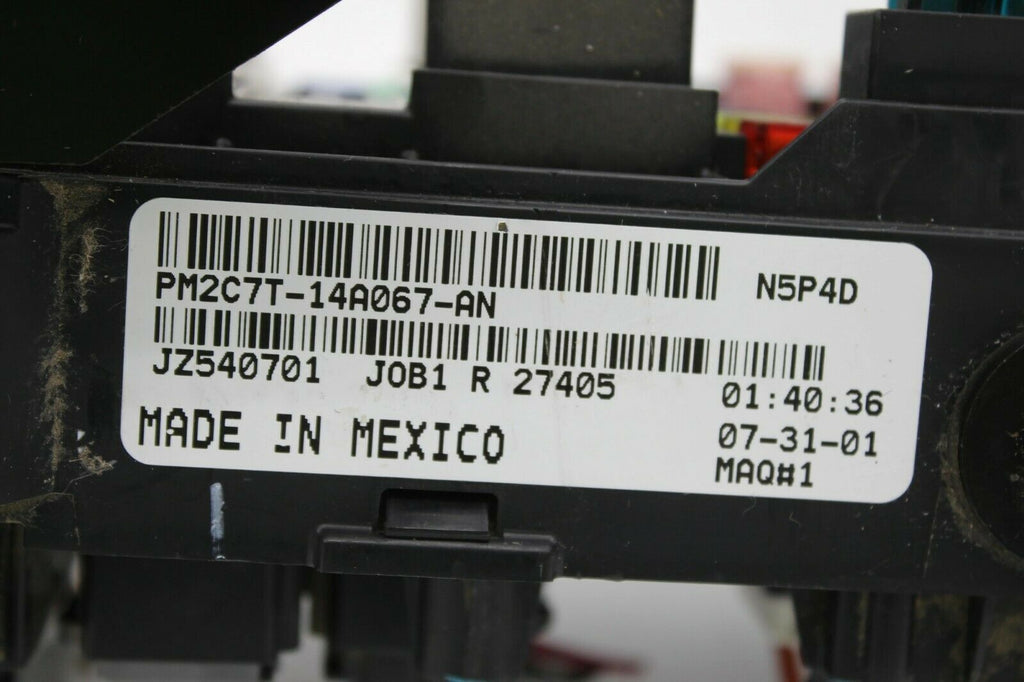 PM2C7T-14A067-AN
N5P4D
JZ540701 JOB1 R 27405
01:40:36
MADE IN MEXICO
07-31-01
MAQ#1